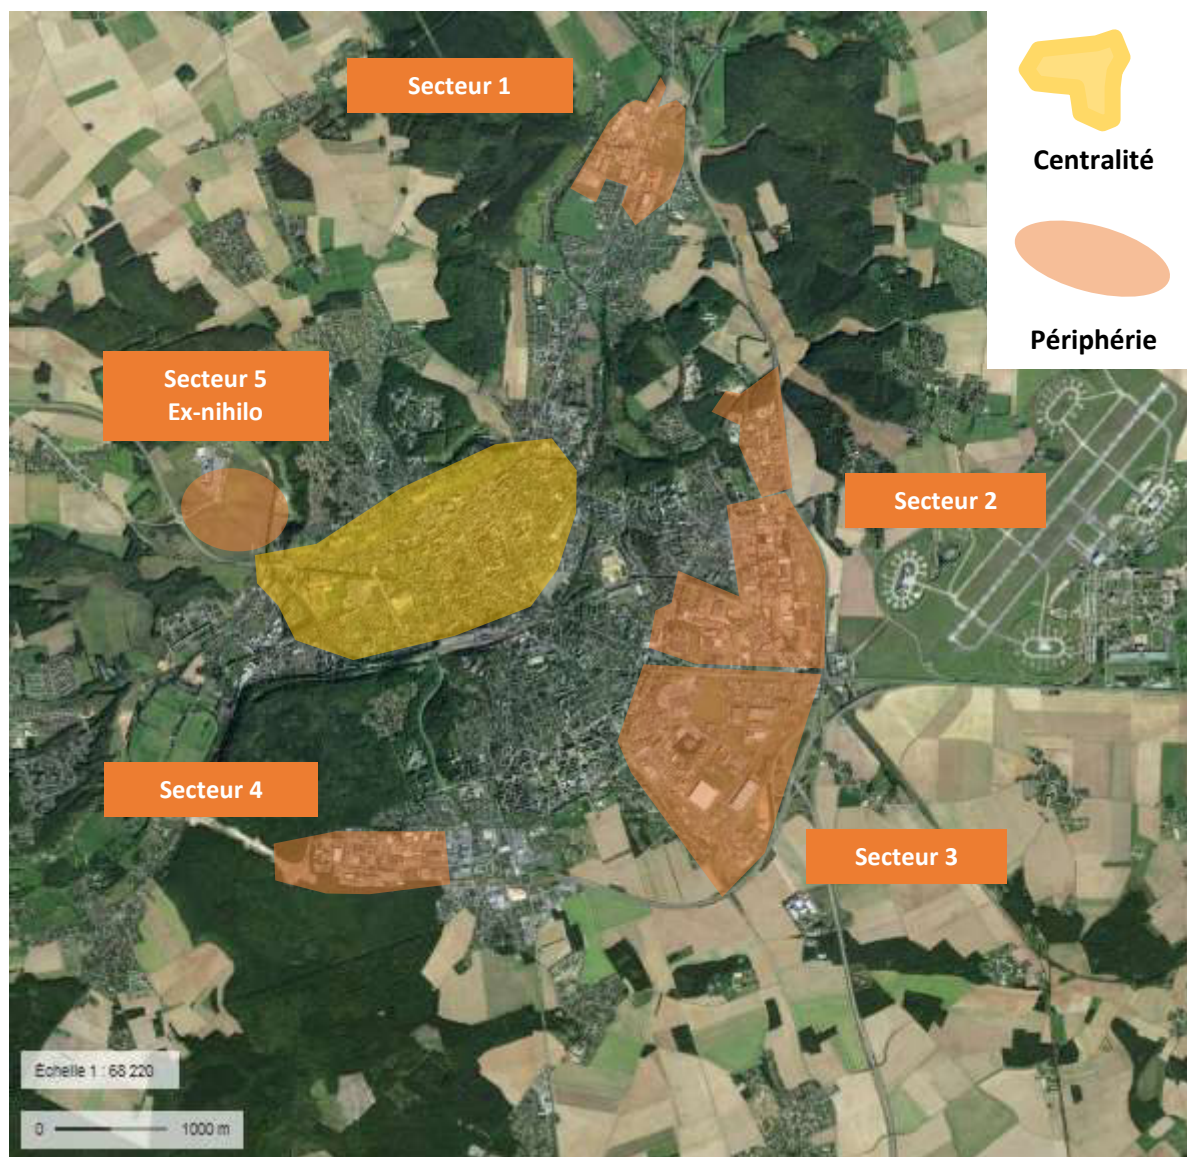 Secteur 1
Centralité
Périphérie
Secteur 5
Ex-nihilo
Secteur 2
Secteur 4
Secteur 3
Échelle 1 : 68 220
0 1000 m